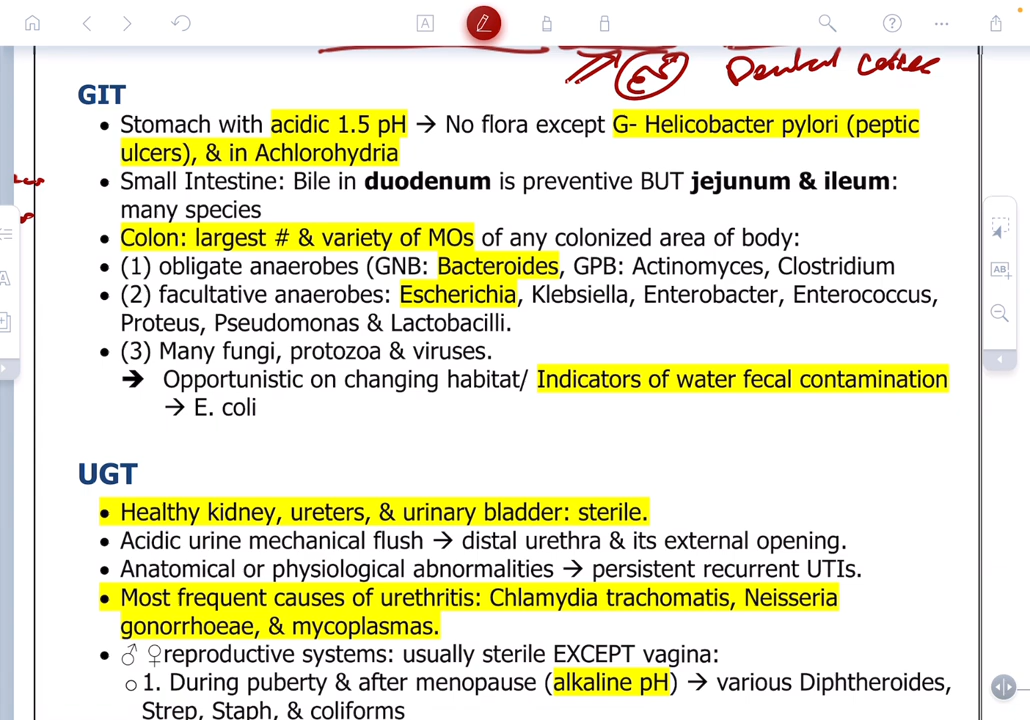 Dental caries
GIT
• Stomach with acidic 1.5 pH → No flora except G- Helicobacter pylori (peptic
ulcers), & in Achlorohydria
• Small Intestine: Bile in duodenum is preventive BUT jejunum & ileum:
many species
• Colon: largest # & variety of MOs of any colonized area of body:
• (1) obligate anaerobes (GNB: Bacteroides, GPB: Actinomyces, Clostridium
• (2) facultative anaerobes: Escherichia, Klebsiella, Enterobacter, Enterococcus,
Proteus, Pseudomonas & Lactobacilli.
• (3) Many fungi, protozoa & viruses.
➔ Opportunistic on changing habitat/ Indicators of water fecal contamination
→ E. coli
UGT
• Healthy kidney, ureters, & urinary bladder: sterile.
• Acidic urine mechanical flush → distal urethra & its external opening.
• Anatomical or physiological abnormalities → persistent recurrent UTIs.
• Most frequent causes of urethritis: Chlamydia trachomatis, Neisseria
gonorrhoeae, & mycoplasmas.
• ♂ ♀reproductive systems: usually sterile EXCEPT vagina:
○ 1. During puberty & after menopause (alkaline pH) → various Diphtheroides,
Strep, Staph, & coliforms